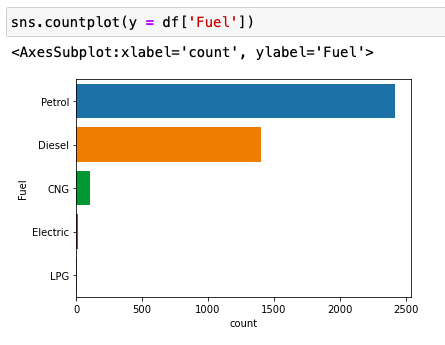 sns.countplot(y = df['Fuel'])
<AxesSubplot:xlabel='count', ylabel='Fuel'>
Petrol
Diesel
CNG
Electric
LPG
Fuel
0 500 1000 1500 2000 2500
count